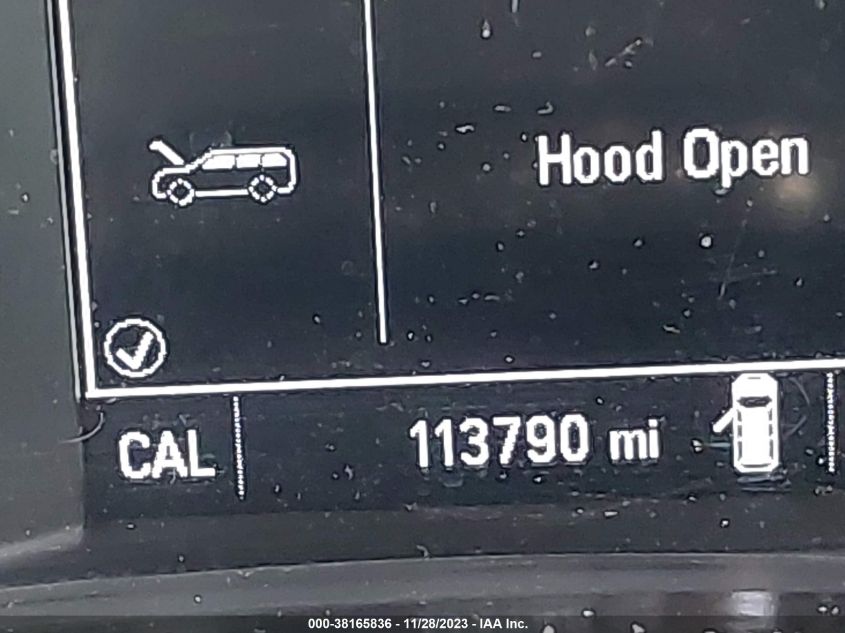 Hood Open
CAL 113790 mi
000-38165836 - 11/28/2023 - IAA Inc.